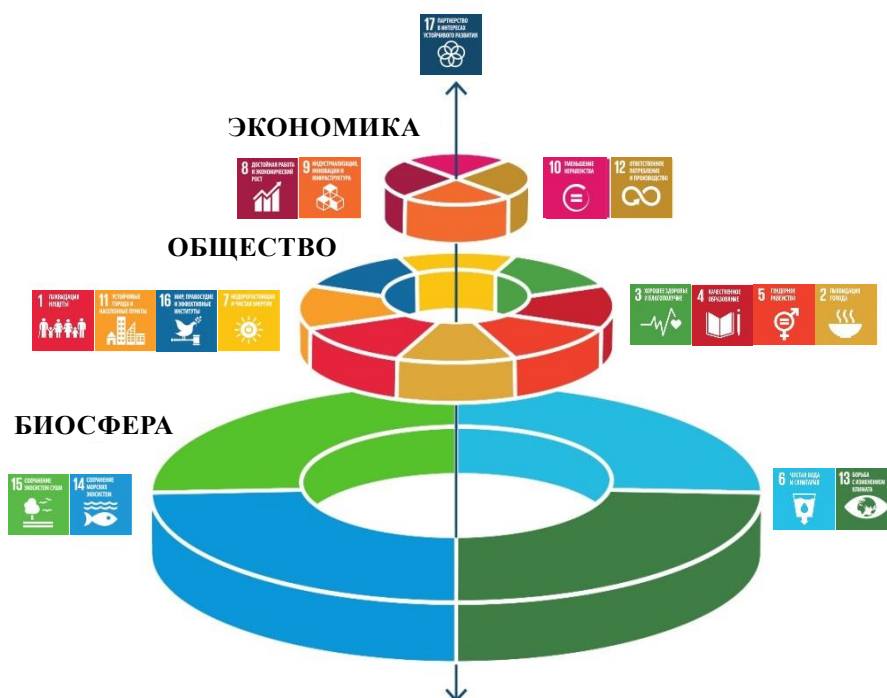 17 ПАРТНЕРСТВО
В ИНТЕРЕСАХ
УСТОЙЧИВОГО РАЗВИТИЯ
ЭКОНОМИКА
8 ДОСТОЙНАЯ РАБОТА
И ЭКОНОМИЧЕСКИЙ
РОСТ
9 ИНДУСТРИАЛИЗАЦИЯ,
ИННОВАЦИИ И
ИНФРАСТРУКТУРА
10 УМЕНЬШЕНИЕ
НЕРАВЕНСТВА
12 ОТВЕТСТВЕННОЕ
ПОТРЕБЛЕНИЕ
И ПРОИЗВОДСТВО
ОБЩЕСТВО
1 ЛИКВИДАЦИЯ
НИЩЕТЫ
11 УСТОЙЧИВЫЕ
ГОРОДА И
НАСЕЛЕННЫЕ ПУНКТЫ
16 МИР, ПРАВОСУДИЕ
И ЭФФЕКТИВНЫЕ
ИНСТИТУТЫ
7 НЕДОРОГОСТОЯЩАЯ
И ЧИСТАЯ ЭНЕРГИЯ
3 ХОРОШЕЕ ЗДОРОВЬЕ
И БЛАГОПОЛУЧИЕ
4 КАЧЕСТВЕННОЕ
ОБРАЗОВАНИЕ
5 ГЕНДЕРНОЕ
РАВЕНСТВО
2 ЛИКВИДАЦИЯ
ГОЛОДА
БИОСФЕРА
15 СОХРАНЕНИЕ
ЭКОСИСТЕМ СУШИ
14 СОХРАНЕНИЕ
МОРСКИХ
ЭКОСИСТЕМ
6 ЧИСТАЯ ВОДА
И САНИТАРИЯ
13 БОРЬБА
С ИЗМЕНЕНИЕМ
КЛИМАТА